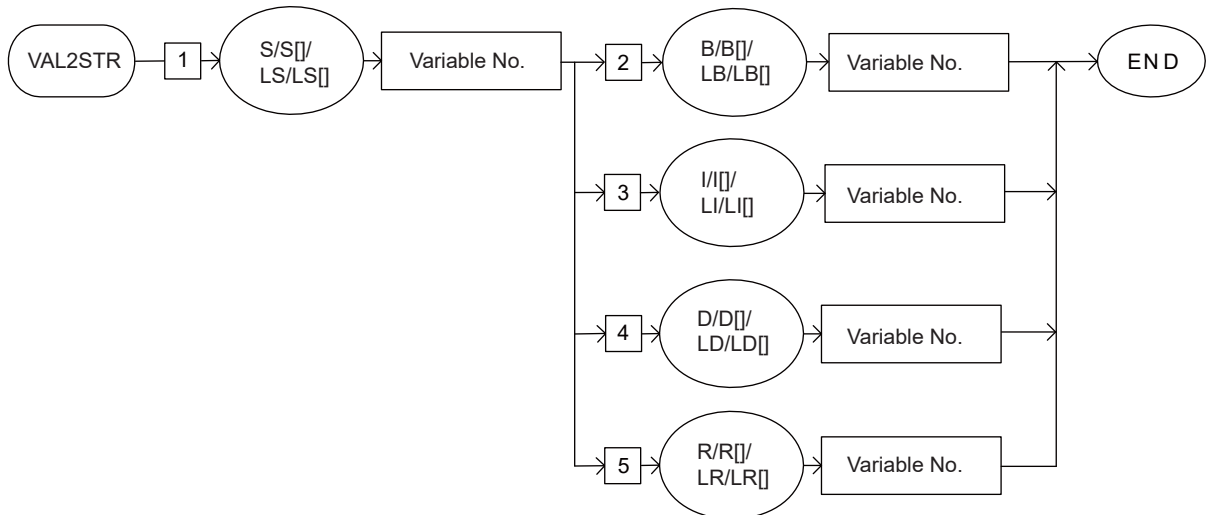 VAL2STR
1
S/S[]/
LS/LS[]
Variable No.
2
B/B[]/
LB/LB[]
Variable No.
END
3
I/I[]/
LI/LI[]
Variable No.
4
D/D[]/
LD/LD[]
Variable No.
5
R/R[]/
LR/LR[]
Variable No.